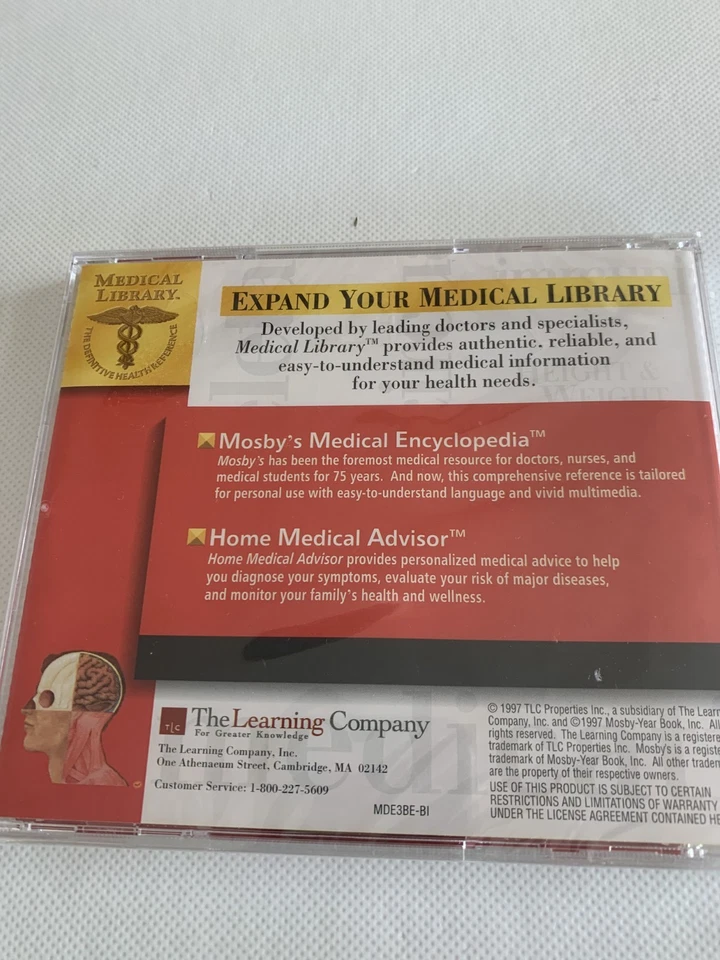 MEDICAL
LIBRARY™
THE DEFINITIVE HEALTH REFERENCE
EXPAND YOUR MEDICAL LIBRARY
Developed by leading doctors and specialists,
Medical Library™ provides authentic. reliable, and
easy-to-understand medical information
for your health needs.
Mosby's Medical Encyclopedia™
Mosby's has been the foremost medical resource for doctors, nurses, and
medical students for 75 years. And now, this comprehensive reference is tailored
for personal use with easy-to-understand language and vivid multimedia.
Home Medical Advisor™
Home Medical Advisor provides personalized medical advice to help
you diagnose your symptoms, evaluate your risk of major diseases,
and monitor your family's health and wellness.
TLC The Learning Company
For Greater Knowledge
The Learning Company, Inc.
One Athenaeum Street, Cambridge, MA 02142
Customer Service: 1-800-227-5609
MDE3BE-BI
© 1997 TLC Properties Inc., a subsidiary of The Learn
Company, Inc. and ©1997 Mosby-Year Book, Inc. All
rights reserved. The Learning Company is a registere
trademark of TLC Properties Inc. Mosby's is a registe
trademark of Mosby-Year Book, Inc. All other tradem
are the property of their respective owners.
USE OF THIS PRODUCT IS SUBJECT TO CERTAIN
RESTRICTIONS AND LIMITATIONS OF WARRANTY
UNDER THE LICENSE AGREEMENT CONTAINED HE